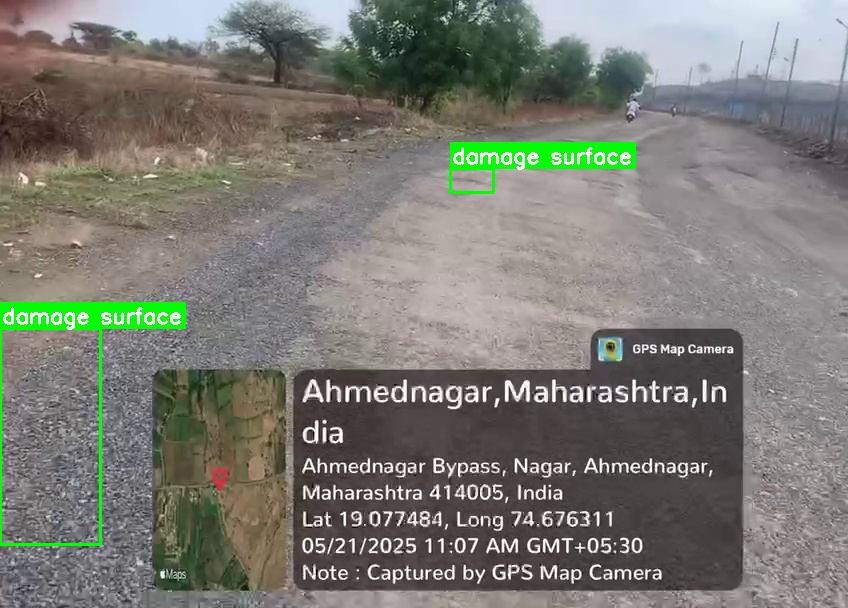 damage surface
damage surface
GPS Map Camera
Ahmednagar,Maharashtra,In
dia
Ahmednagar Bypass, Nagar, Ahmednagar,
Maharashtra 414005, India
Lat 19.077484, Long 74.676311
05/21/2025 11:07 AM GMT+05:30
Note : Captured by GPS Map Camera
Maps